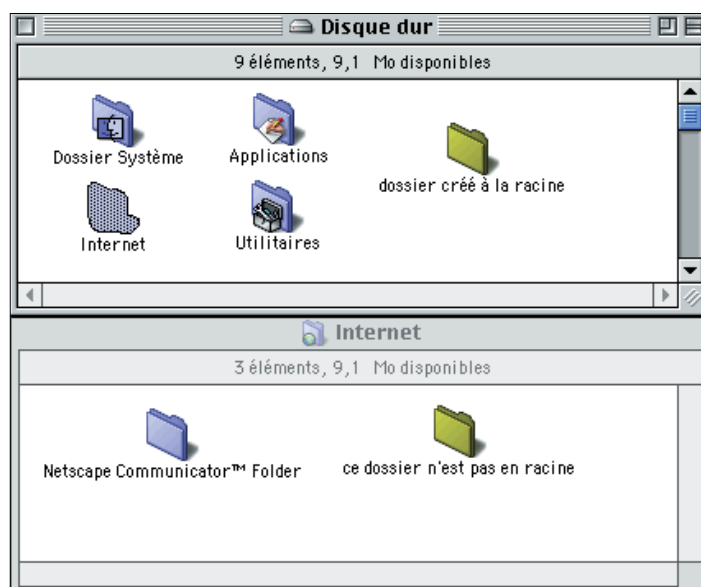 Disque dur
9 éléments, 9,1 Mo disponibles
Dossier Système
Applications
dossier créé à la racine
Internet
Utilitaires
Internet
3 éléments, 9,1 Mo disponibles
Netscape Communicator™ Folder
ce dossier n'est pas en racine